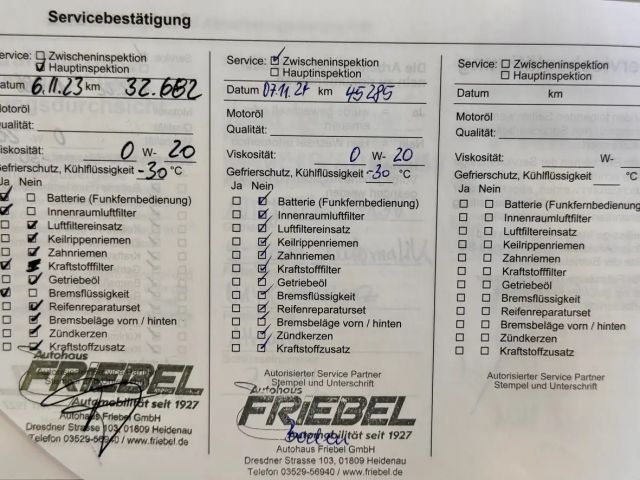 Servicebestätigung
Service: Zwischeninspektion
Hauptinspektion
Datum 6.11.23 km 32.682
Motoröl
Qualität:
Viskosität: 0 W- 20
Gefrierschutz, Kühlflüssigkeit -30 °C
Ja Nein
Batterie (Funkfernbedienung)
Innenraumluftfilter
Luftfiltereinsatz
Keilrippenriemen
Zahnriemen
Kraftstofffilter
Getriebeöl
Bremsflüssigkeit
Reifenreparaturset
Bremsbeläge vorn / hinten
Zündkerzen
Kraftstoffzusatz
Autohaus
FRIEBEL
Automobilität seit 1927
Autohaus Friebel GmbH
Dresdner Strasse 103, 01809 Heidenau
Telefon 03529-56940 / www.friebel.de
Service: Zwischeninspektion
Hauptinspektion
Datum 07.11. km 45285
Motoröl
Qualität:
Viskosität: 0 W- 20
Gefrierschutz, Kühlflüssigkeit -30 °C
Ja Nein
Batterie (Funkfernbedienung)
Innenraumluftfilter
Luftfiltereinsatz
Keilrippenriemen
Zahnriemen
Kraftstofffilter
Getriebeöl
Bremsflüssigkeit
Reifenreparaturset
Bremsbeläge vorn / hinten
Zündkerzen
Kraftstoffzusatz
Autorisierter Service Partner
Stempel und Unterschrift
Autohaus
FRIEBEL
Automobilität seit 1927
Autohaus Friebel GmbH
Dresdner Strasse 103, 01809 Heidenau
Telefon 03529-56940 / www.friebel.de
Service: Zwischeninspektion
Hauptinspektion
Datum km
Motoröl
Qualität:
Viskosität: W-
Gefrierschutz, Kühlflüssigkeit °C
Ja Nein
Batterie (Funkfernbedienung)
Innenraumluftfilter
Luftfiltereinsatz
Keilrippenriemen
Zahnriemen
Kraftstofffilter
Getriebeöl
Bremsflüssigkeit
Reifenreparaturset
Bremsbeläge vorn / hinten
Zündkerzen
Kraftstoffzusatz
Autorisierter Service Partner
Stempel und Unterschrift